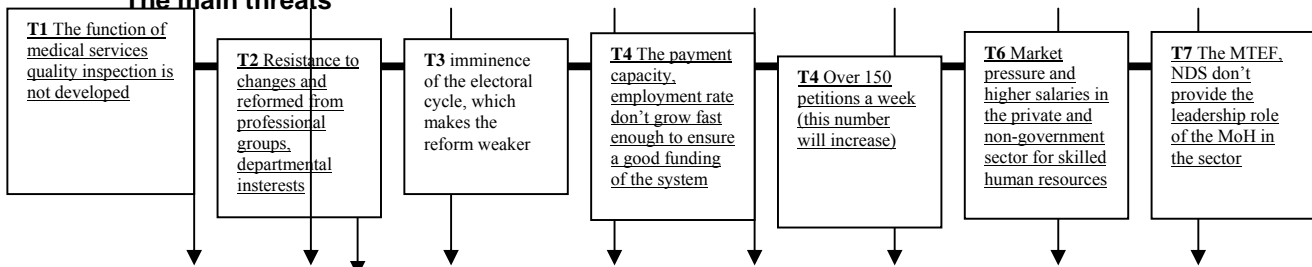 The main threats
T1 The function of
medical services
quality inspection is
not developed
T2 Resistance to
changes and
reformed from
professional
groups,
departmental
insterests
T3 imminence
of the electoral
cycle, which
makes the
reform weaker
T4 The payment
capacity,
employment rate
don't grow fast
enough to ensure
a good funding
of the system
T4 Over 150
petitions a week
(this number
will increase)
T6 Market
pressure and
higher salaries in
the private and
non-government
sector for skilled
human resources
T7 The MTEF,
NDS don't
provide the
leadership role
of the MoH in
the sector